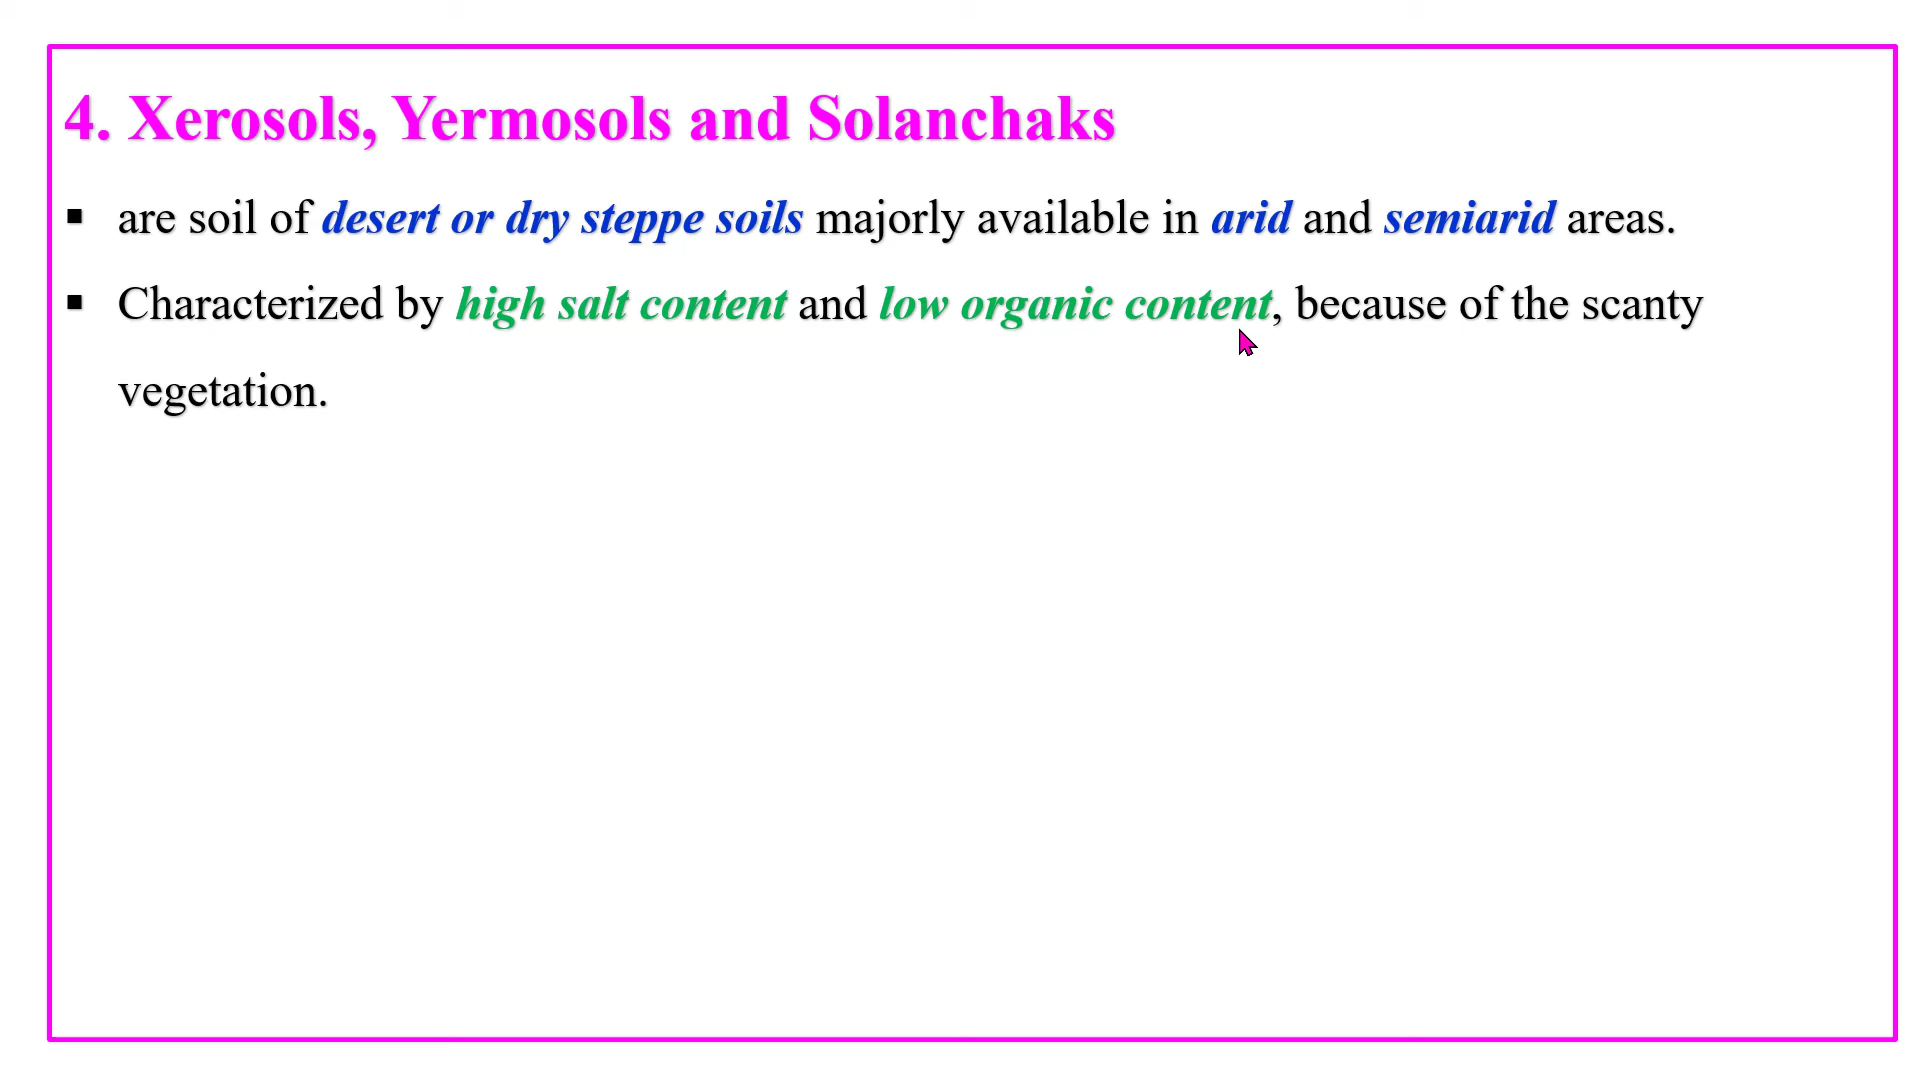 4. Xerosols, Yermosols and Solanchaks
▪ are soil of desert or dry steppe soils majorly available in arid and semiarid areas.
▪ Characterized by high salt content and low organic content, because of the scanty
vegetation.